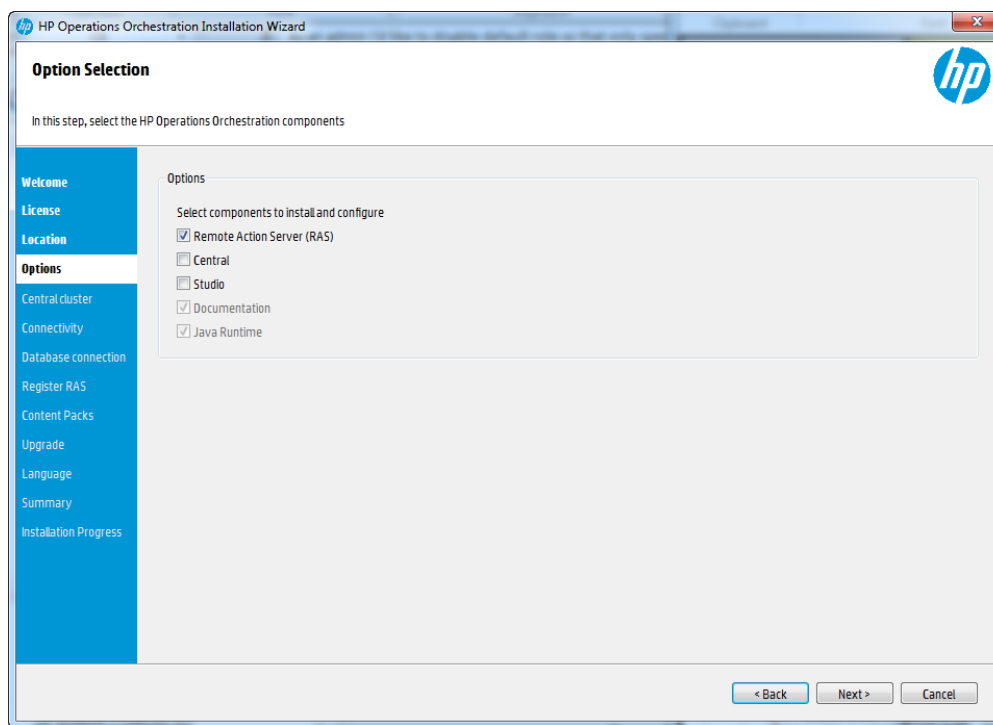 HP Operations Orchestration Installation Wizard
Option Selection
hp
In this step, select the HP Operations Orchestration components
Welcome
License
Location
Options
Central cluster
Connectivity
Database connection
Register RAS
Content Packs
Upgrade
Language
Summary
Installation Progress
Options
Select components to install and configure
Remote Action Server (RAS)
Central
Studio
Documentation
Java Runtime
< Back
Next >
Cancel